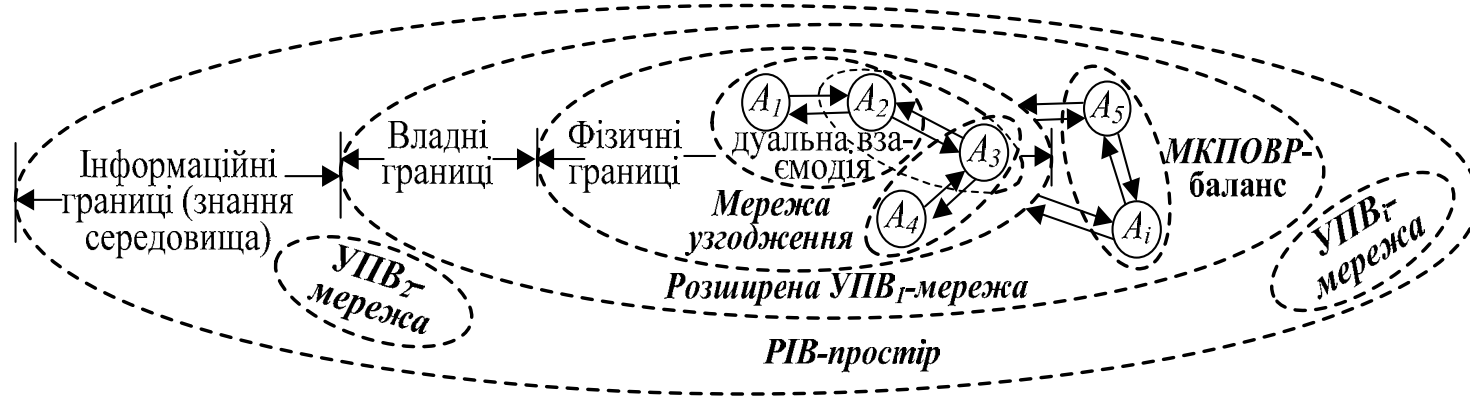 Інформаційні
границі (знання
середовища)
Владні
границі
Фізичні
границі
A1
A2
дуальна вза-
ємодія
A3
A4
Мережа
узгодження
A5
Ai
МКПОВР-
баланс
УПВ2-
мережа
Розширена УПВ1-мережа
УПВi-
мережа
РІВ-простір